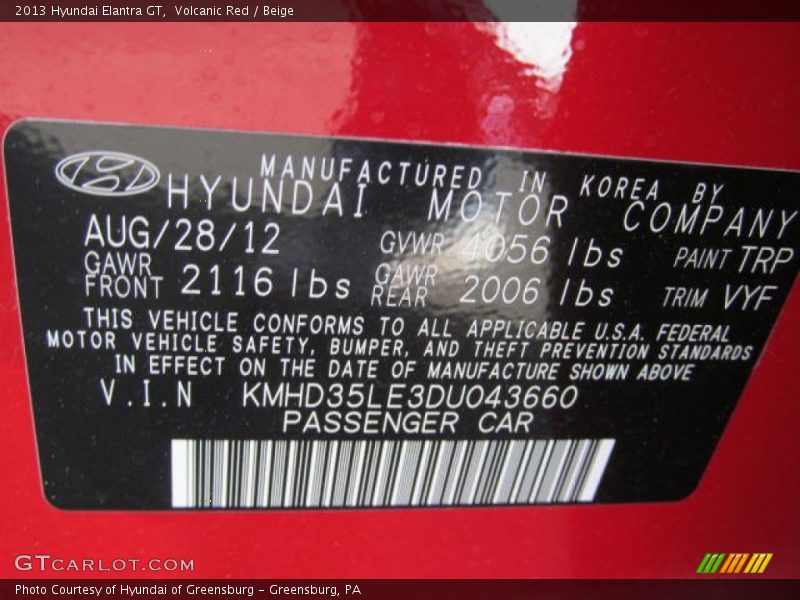 2013 Hyundai Elantra GT,  Volcanic Red / Beige
MANUFACTURED IN KOREA BY
HYUNDAI MOTOR COMPANY
AUG/28/12 GVWR 4056 lbs PAINT TRP
GAWR FRONT 2116 lbs GAWR REAR 2006 lbs TRIM VYF
THIS VEHICLE CONFORMS TO ALL APPLICABLE U.S.A. FEDERAL
MOTOR VEHICLE SAFETY, BUMPER, AND THEFT PREVENTION STANDARDS
IN EFFECT ON THE DATE OF MANUFACTURE SHOWN ABOVE
V.I.N KMHD35LE3DU043660
PASSENGER CAR
GTCARLOT.COM
Photo Courtesy of Hyundai of Greensburg - Greensburg, PA